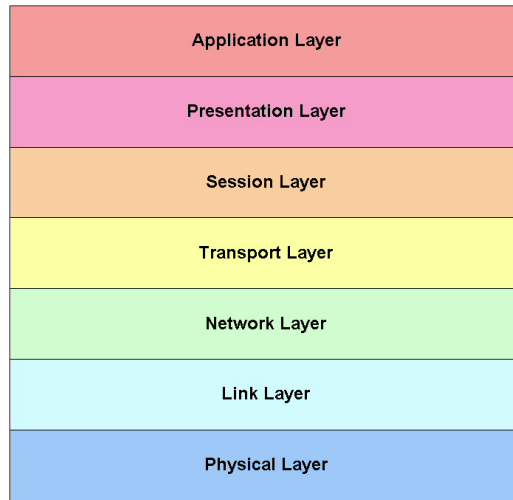 Application Layer
Presentation Layer
Session Layer
Transport Layer
Network Layer
Link Layer
Physical Layer